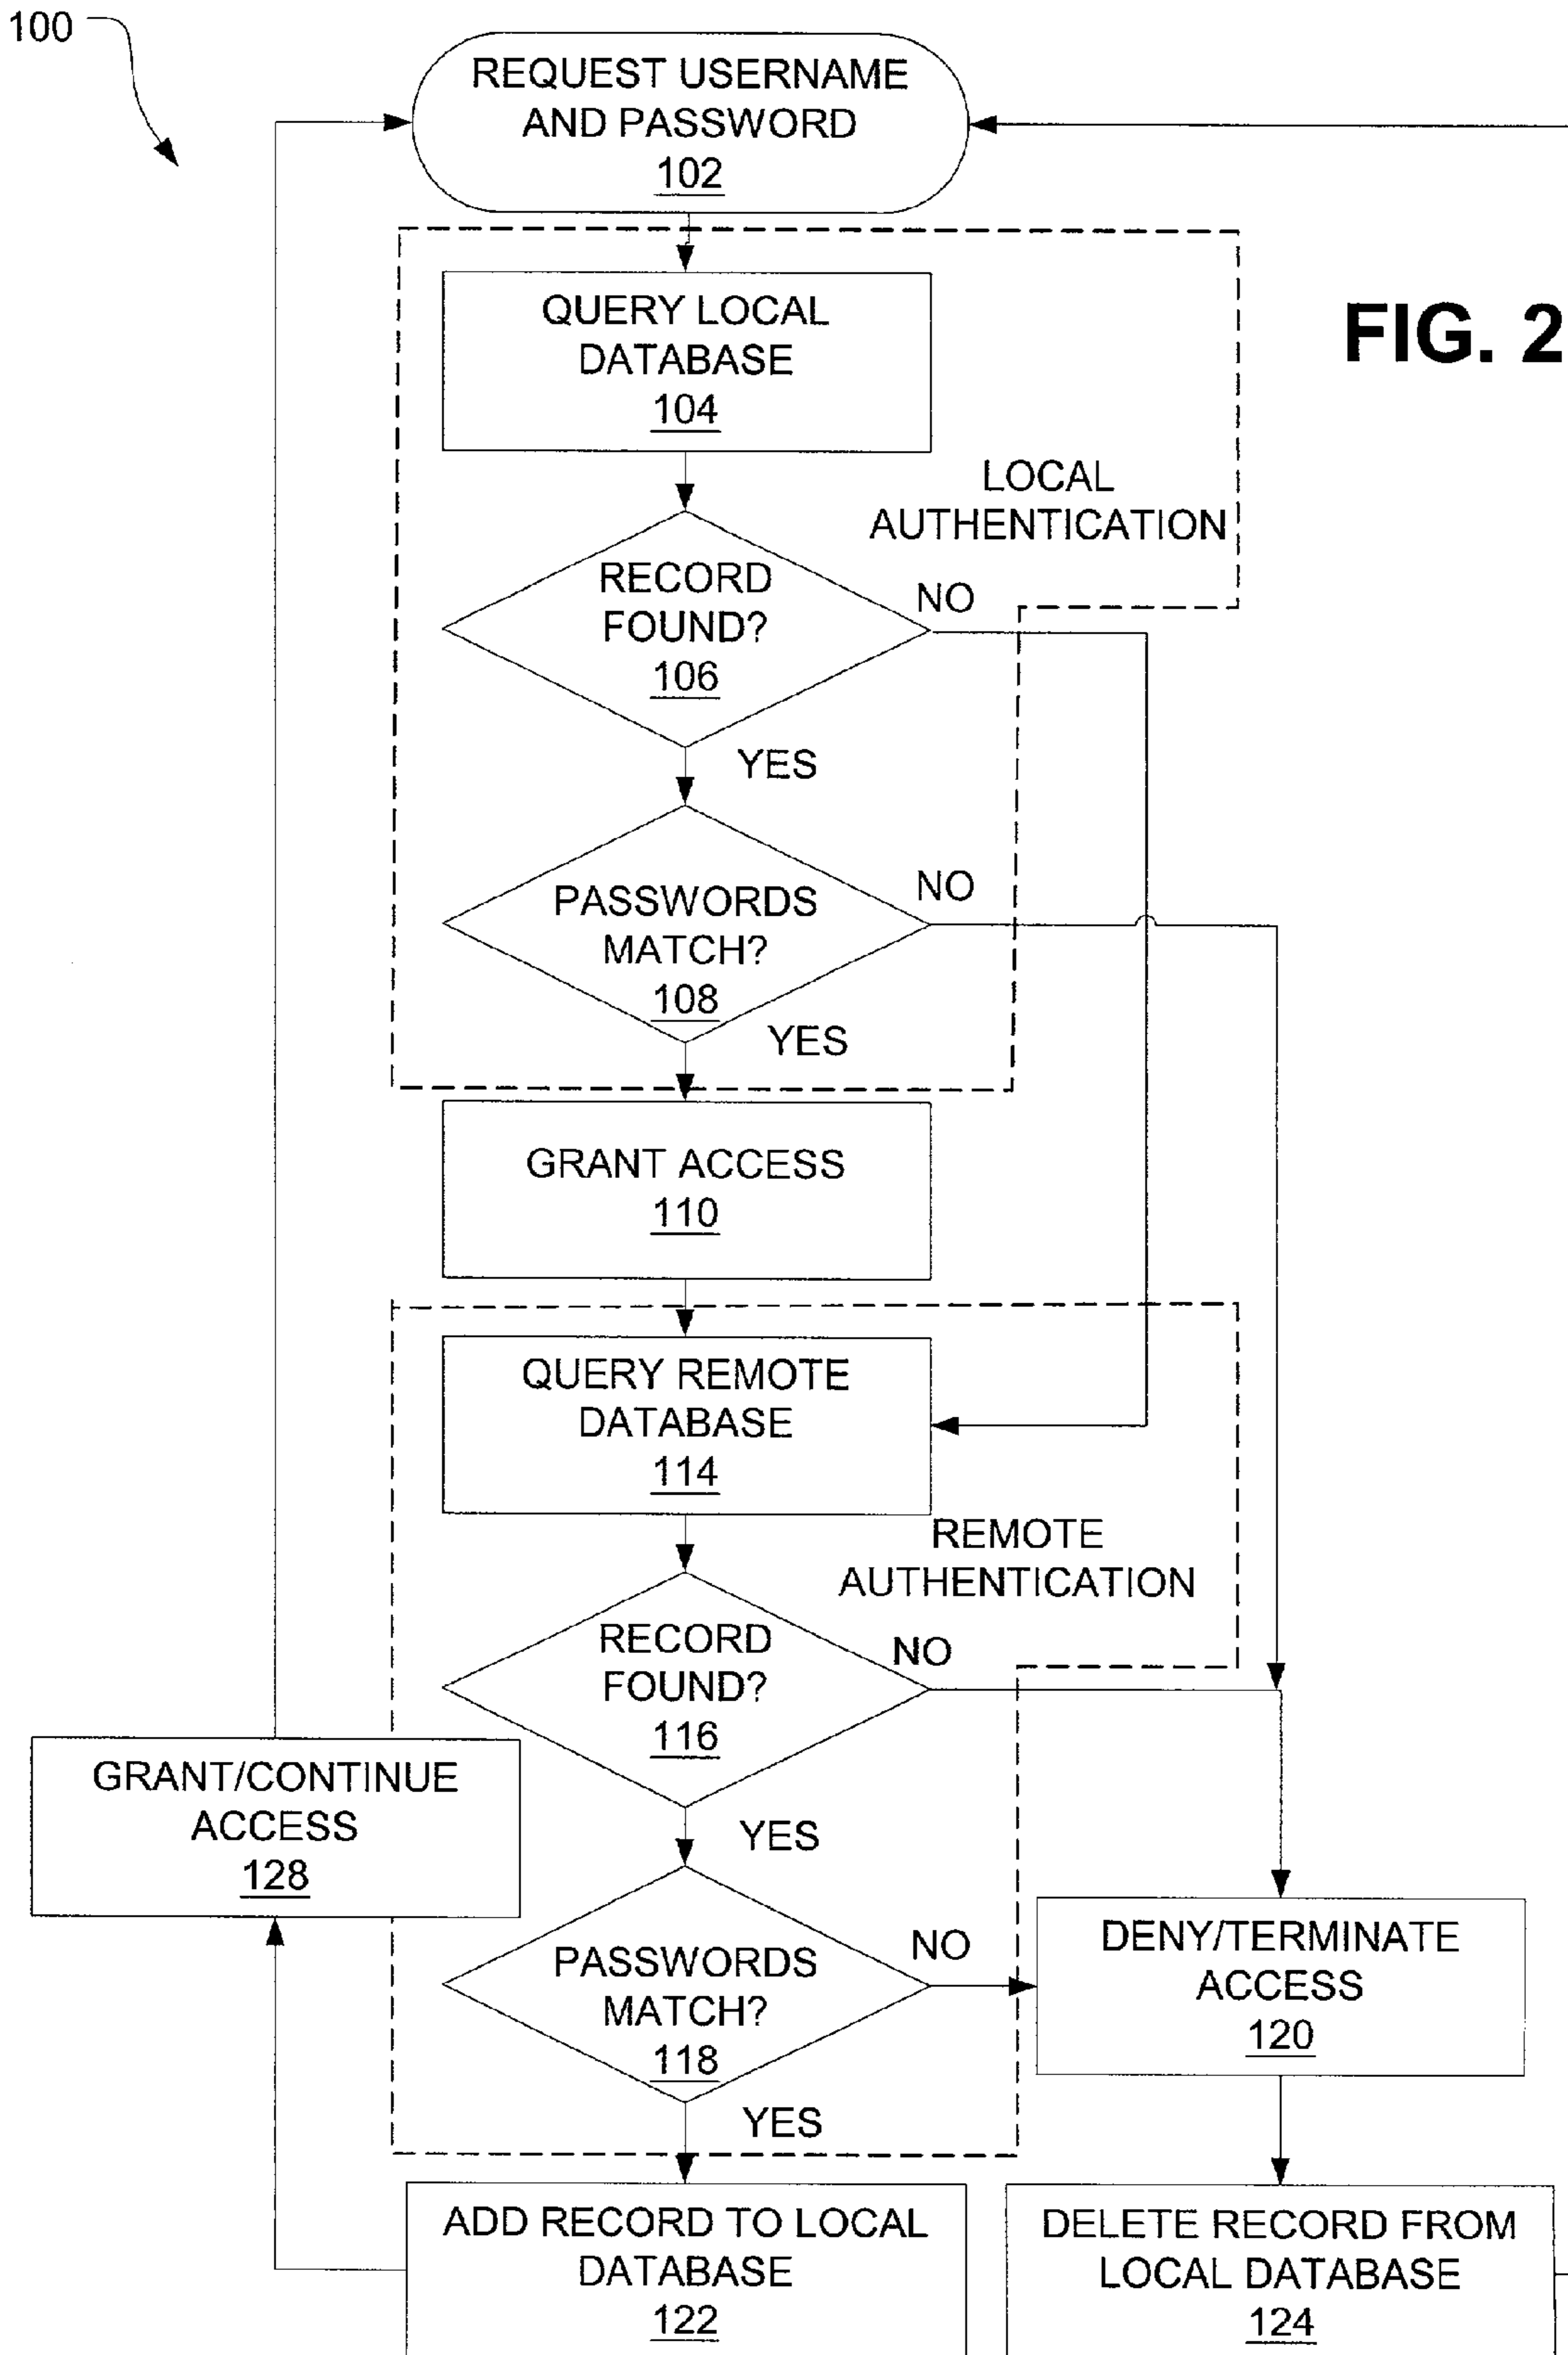 100
REQUEST USERNAME
AND PASSWORD
102
FIG. 2
QUERY LOCAL
DATABASE
104
LOCAL
AUTHENTICATION
RECORD
FOUND?
106
NO
YES
PASSWORDS
MATCH?
108
NO
YES
GRANT ACCESS
110
QUERY REMOTE
DATABASE
114
REMOTE
AUTHENTICATION
RECORD
FOUND?
116
NO
YES
GRANT/CONTINUE
ACCESS
128
PASSWORDS
MATCH?
118
NO
YES
DENY/TERMINATE
ACCESS
120
ADD RECORD TO LOCAL
DATABASE
122
DELETE RECORD FROM
LOCAL DATABASE
124